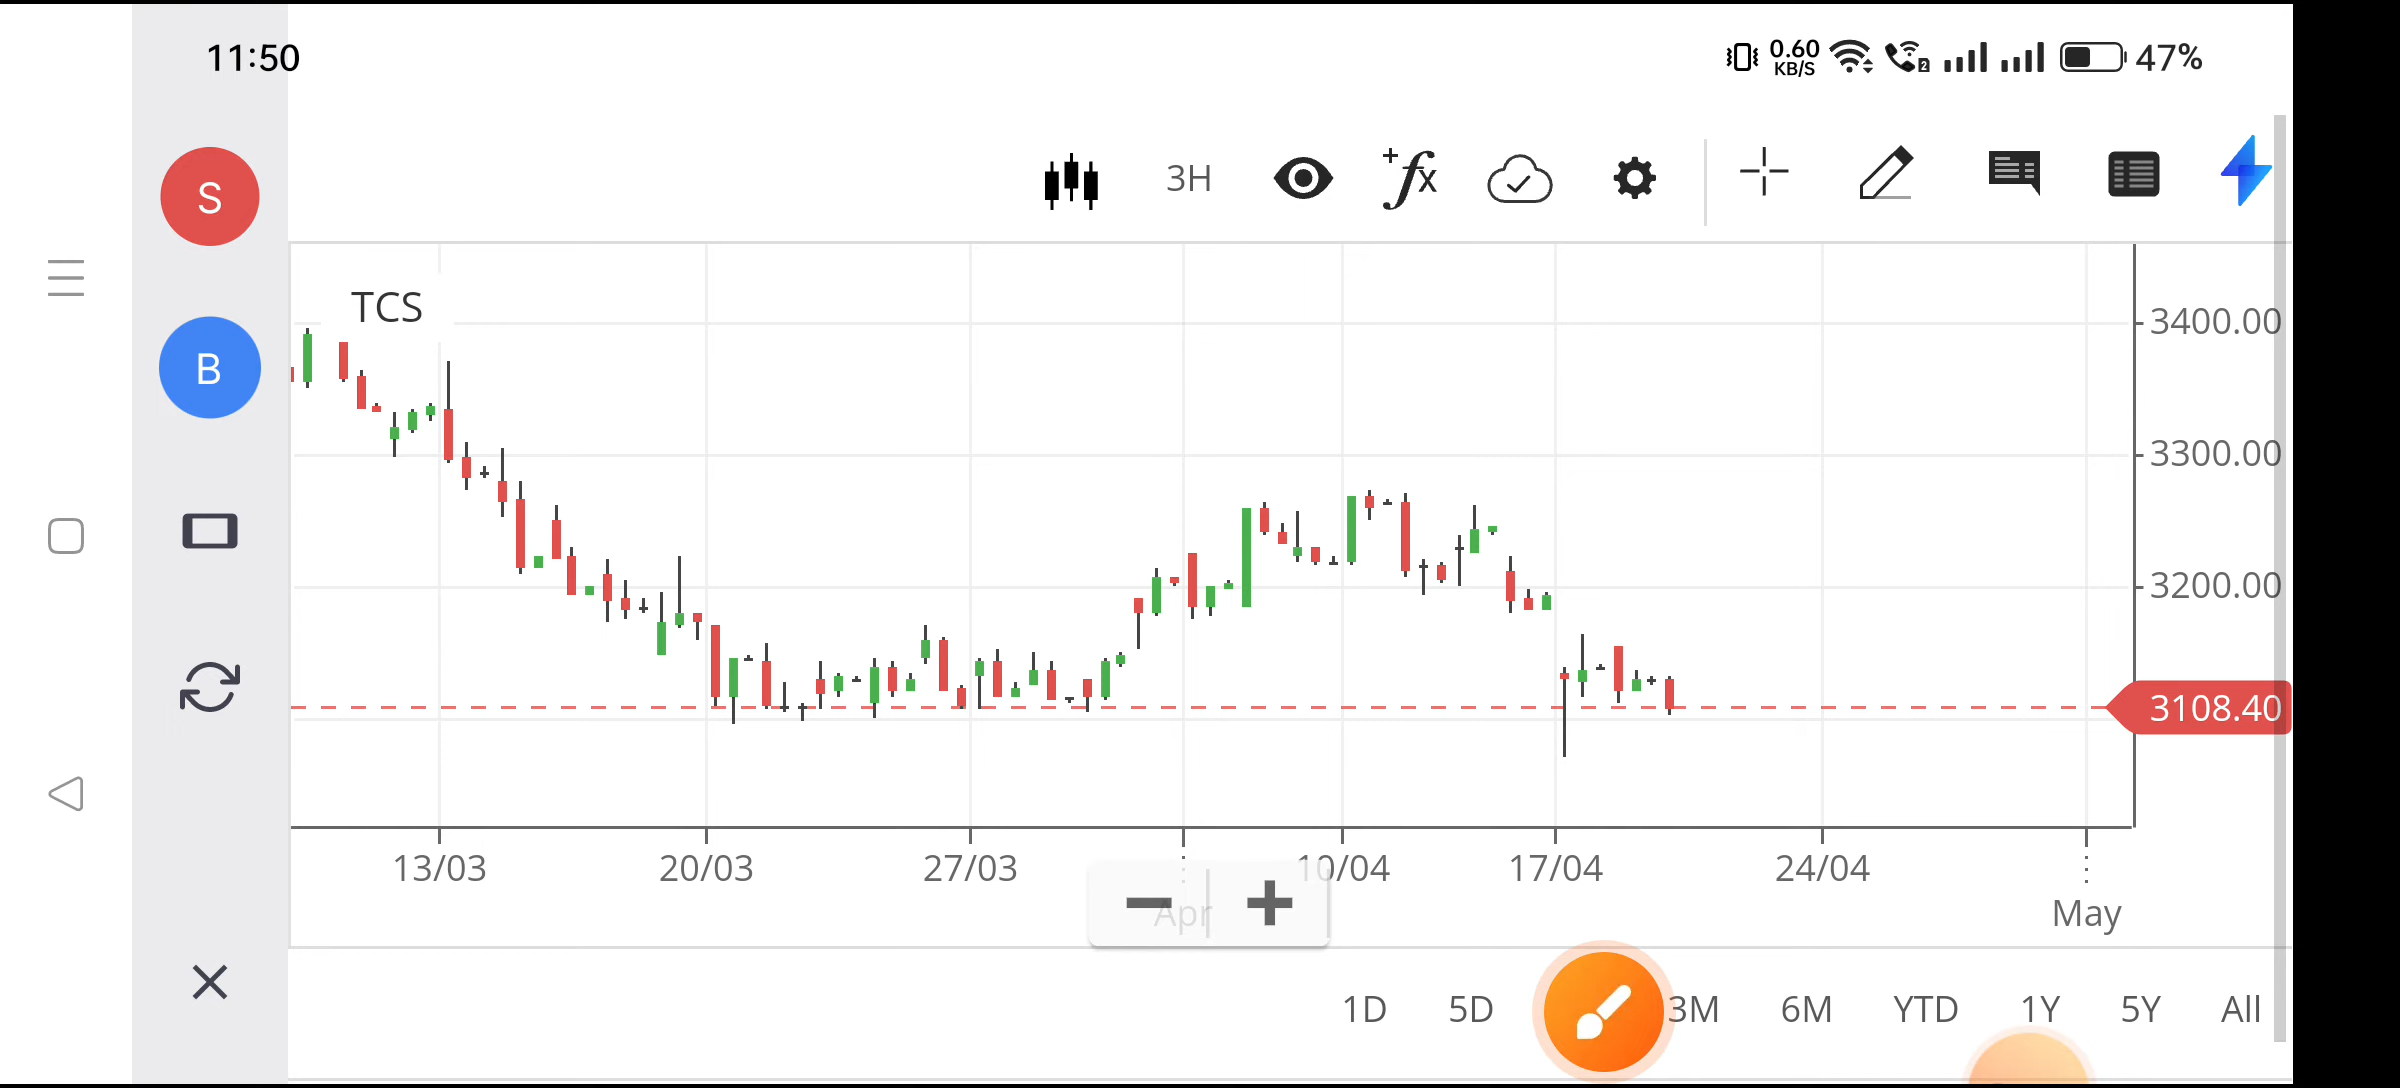 11:50
0.60
KB/S
2
47%
S
3H
+fx
B
TCS
3400.00
3300.00
3200.00
3108.40
13/03
20/03
27/03
10/04
17/04
24/04
Apr
May
1D
5D
3M
6M
YTD
1Y
5Y
All